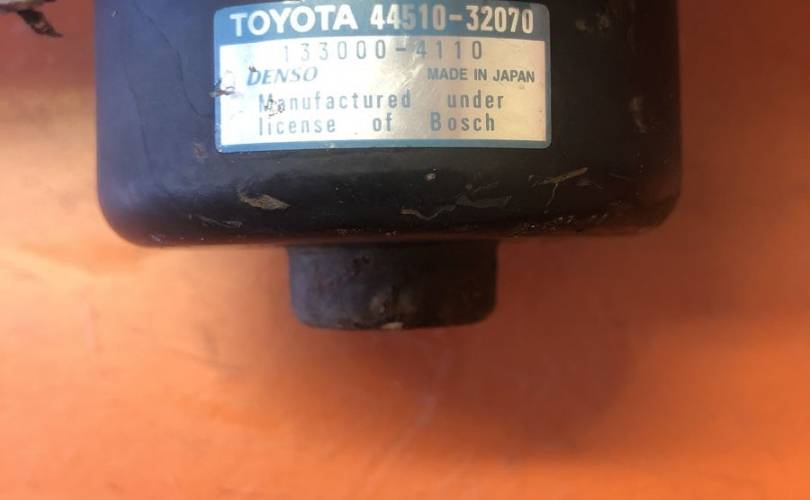 TOYOTA 44510-32070
133000-4110
DENSO MADE IN JAPAN
Manufactured under
license of Bosch